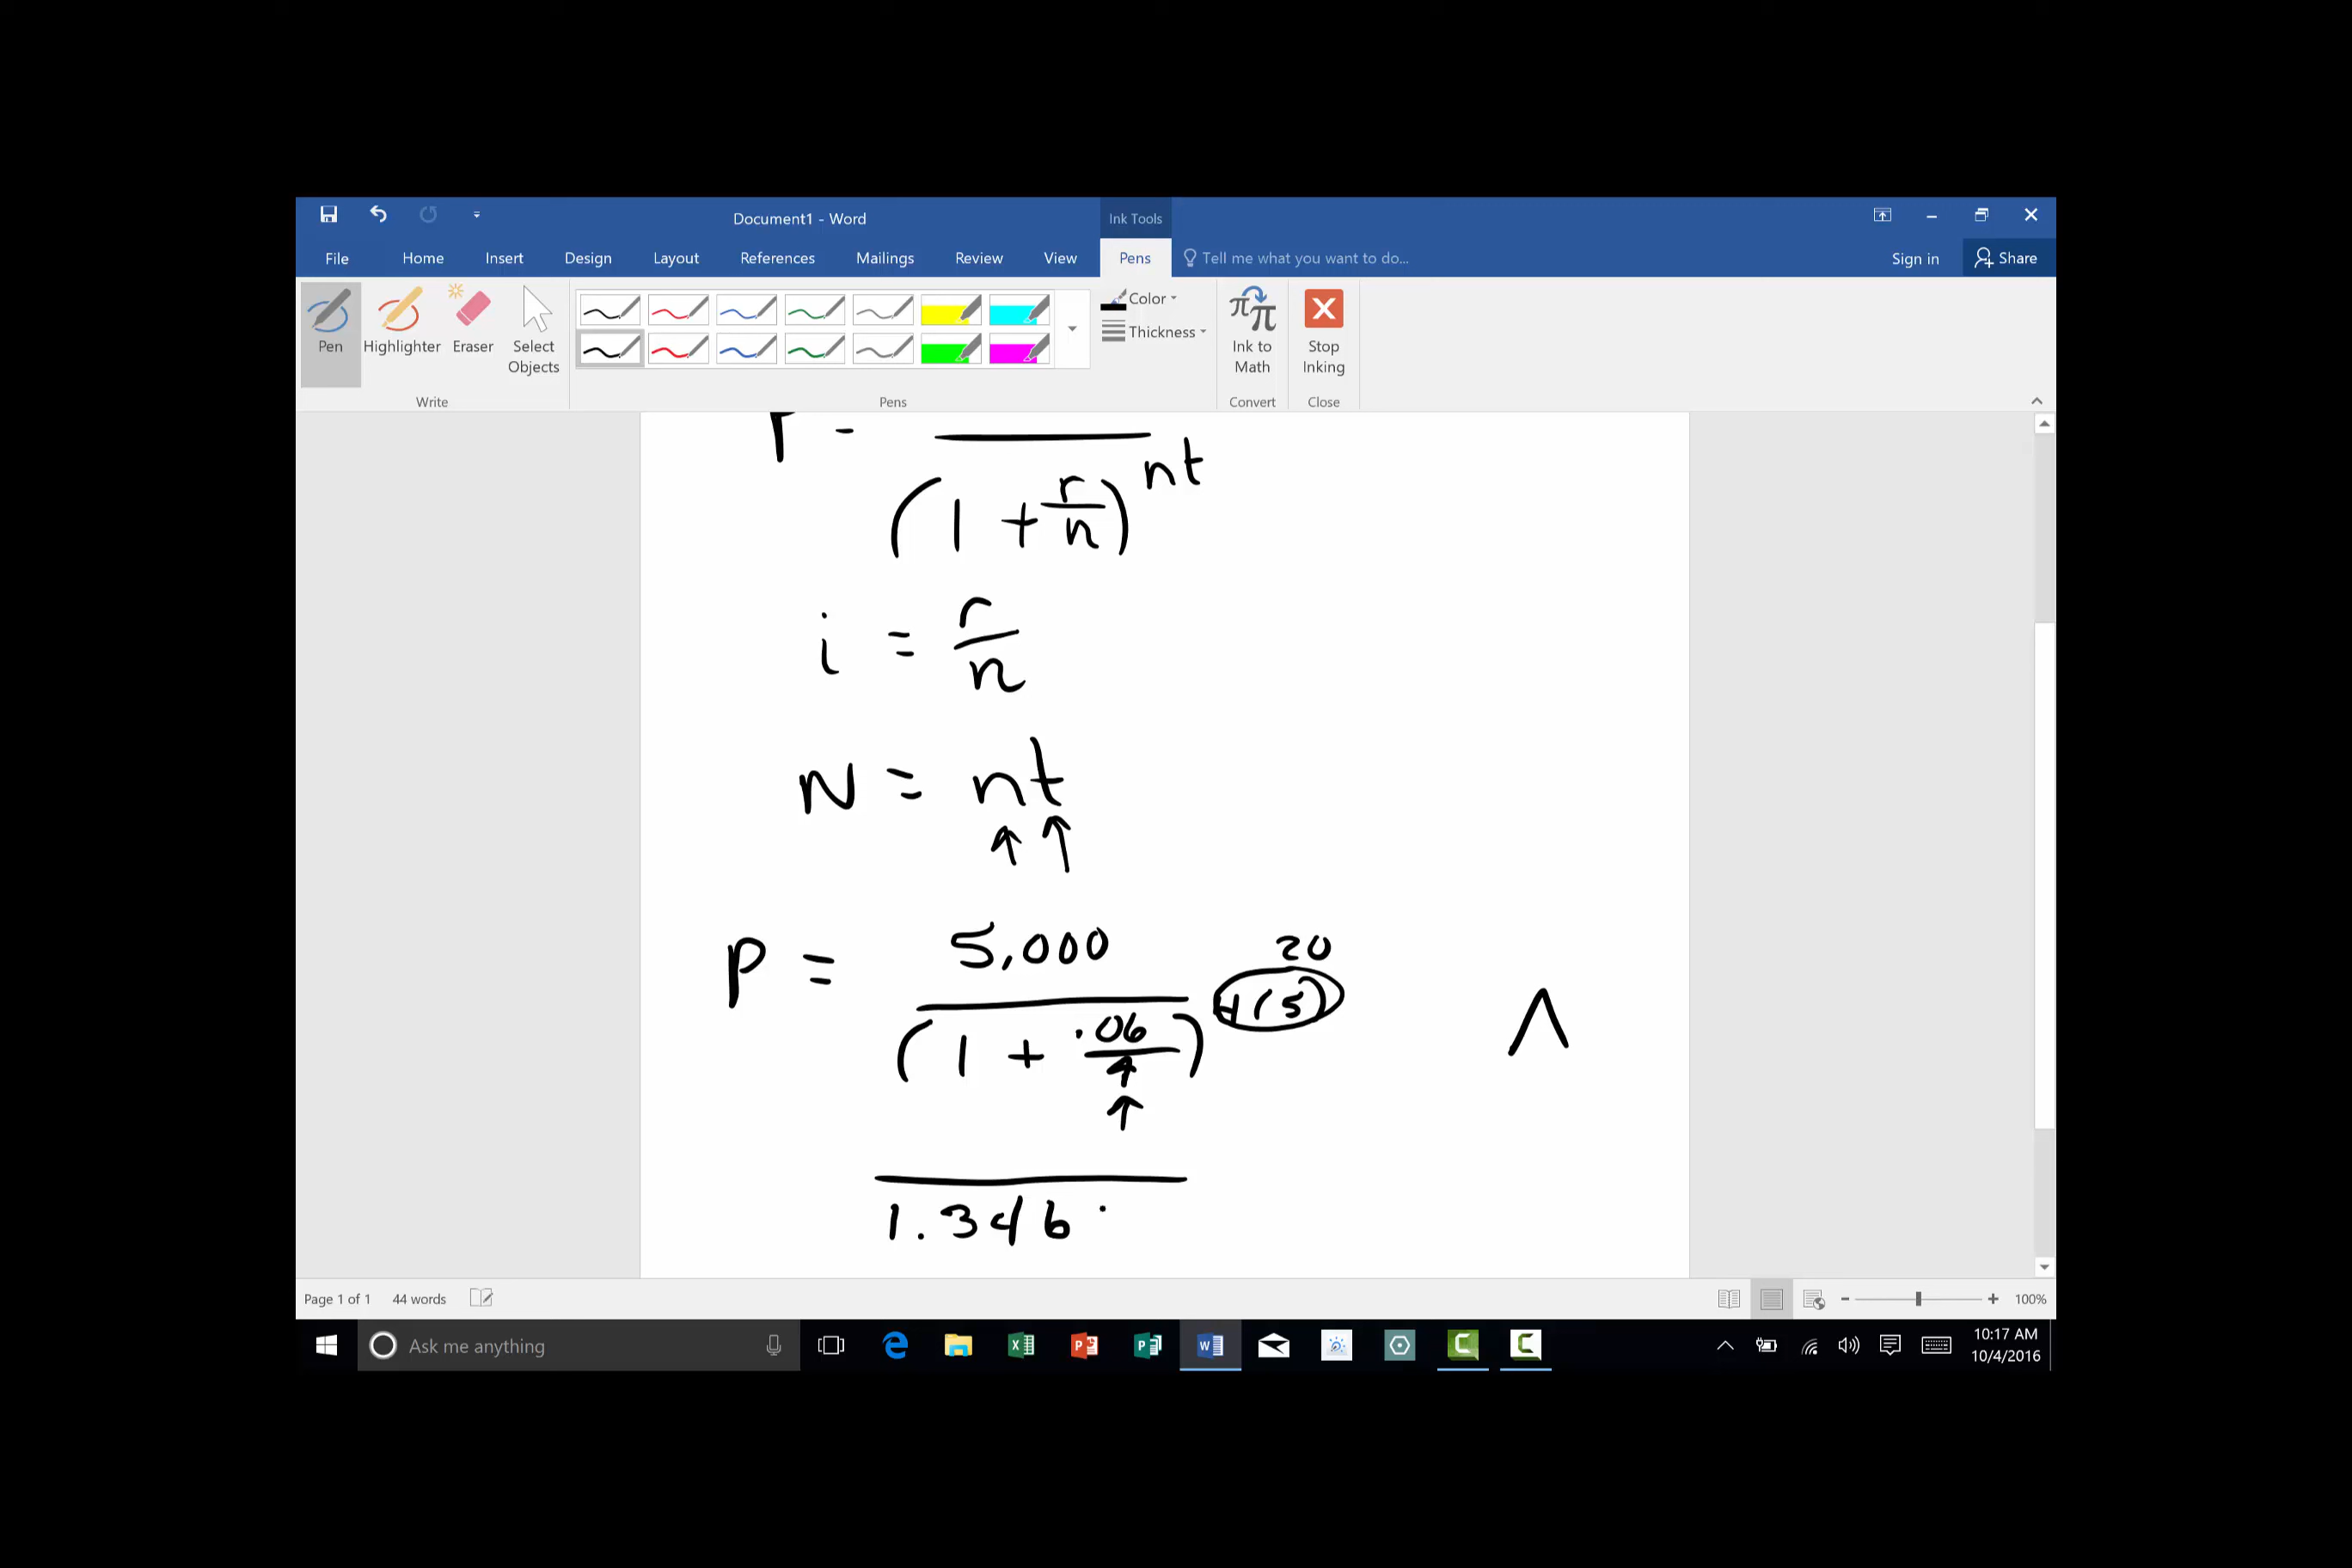 Document1 - Word
Ink Tools
File Home Insert Design Layout References Mailings Review View Pens Tell me what you want to do... Sign in Share
Pen Highlighter Eraser Select Objects
Color
Thickness
Ink to Math
Stop Inking
Write Pens Convert Close
P =
(1 + r/n)^nt
i = r/n
N = nt
↑ ↑
P = 5,000 20
(1 + .06/4) 4(5) ^
↑
1.346
Page 1 of 1 44 words 100%
Ask me anything
10:17 AM
10/4/2016